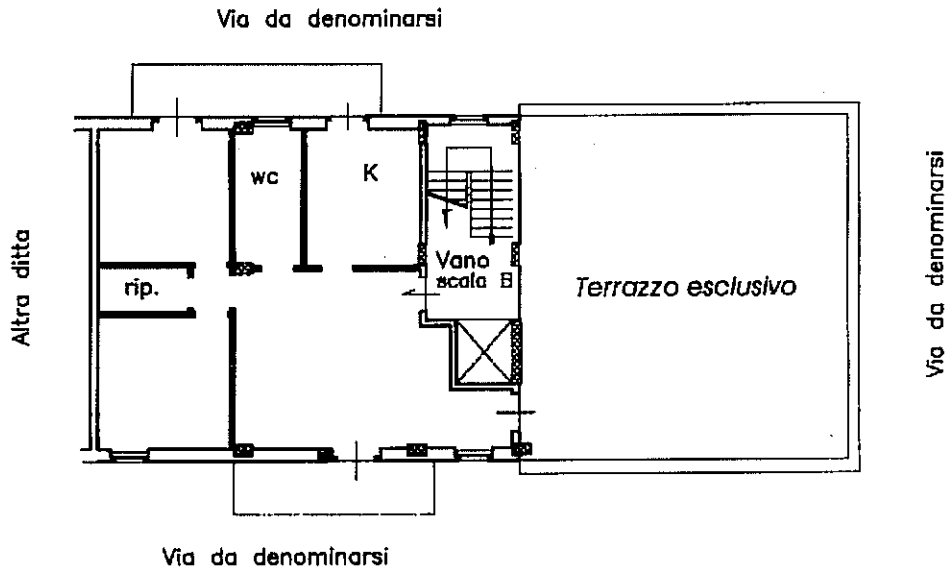 Via da denominarsi
wc
K
Vano
scala
rip.
Terrazzo esclusivo
Altra ditta
Via da denominarsi
Via da denominarsi